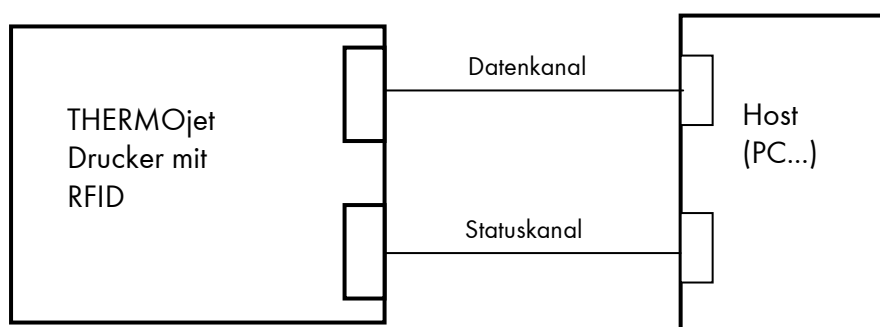 THERMOjet
Drucker mit
RFID
Datenkanal
Statuskanal
Host
(PC...)